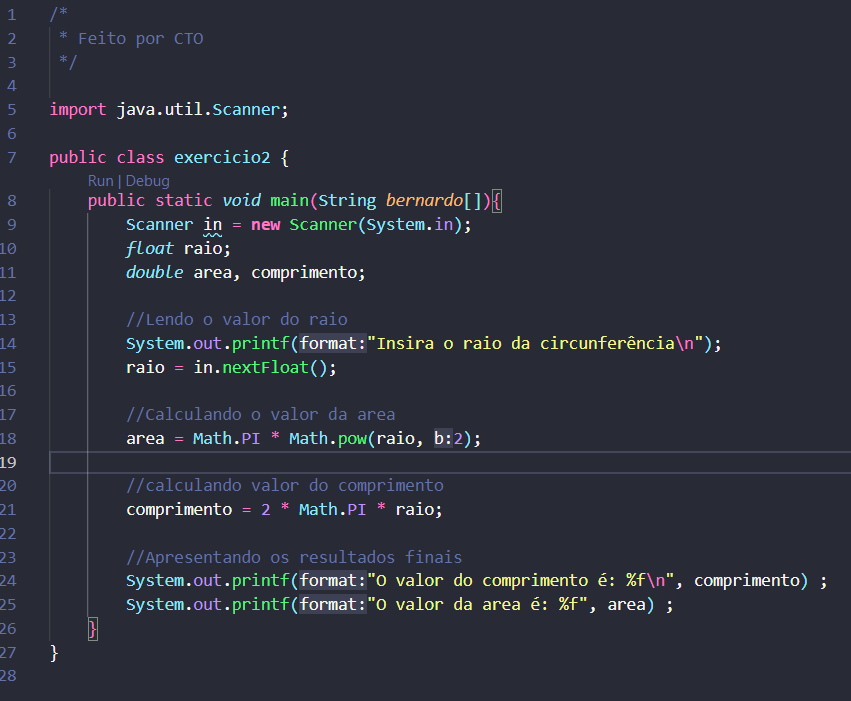 1 /*
2 * Feito por CTO
3 */
4
5 import java.util.Scanner;
6
7 public class exercicio2 {
Run | Debug
8 public static void main(String bernardo[]){
9 Scanner in = new Scanner(System.in);
10 float raio;
11 double area, comprimento;
12
13 //Lendo o valor do raio
14 System.out.printf(format:"Insira o raio da circunferência\n");
15 raio = in.nextFloat();
16
17 //Calculando o valor da area
18 area = Math.PI * Math.pow(raio, b:2);
19
20 //calculando valor do comprimento
21 comprimento = 2 * Math.PI * raio;
22
23 //Apresentando os resultados finais
24 System.out.printf(format:"O valor do comprimento é: %f\n", comprimento) ;
25 System.out.printf(format:"O valor da area é: %f", area) ;
26 }
27 }
28